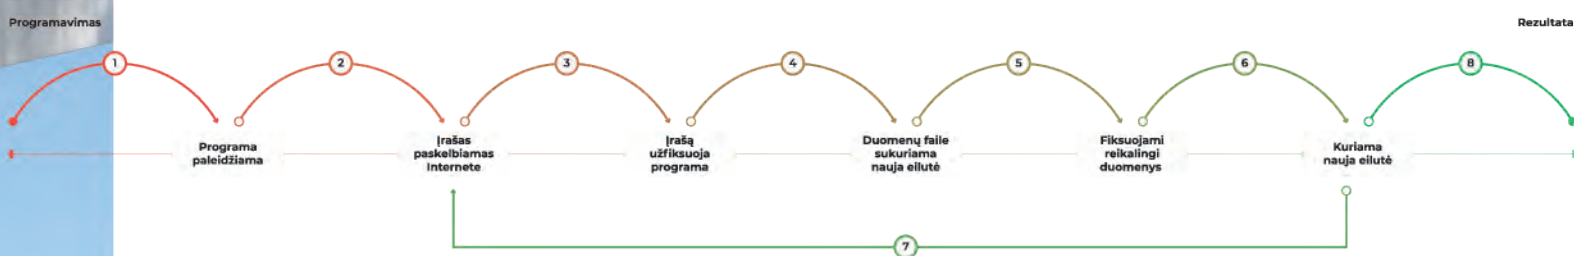 Programavimas
Rezultata
1
2
3
4
5
6
8
Programa
paleidžiama
Įrašas
paskelbiamas
Internete
Įrašą
užfiksuoja
programa
Duomenų faile
sukuriama
nauja eilutė
Fiksuojami
reikalingi
duomenys
Kuriama
nauja eilutė
7